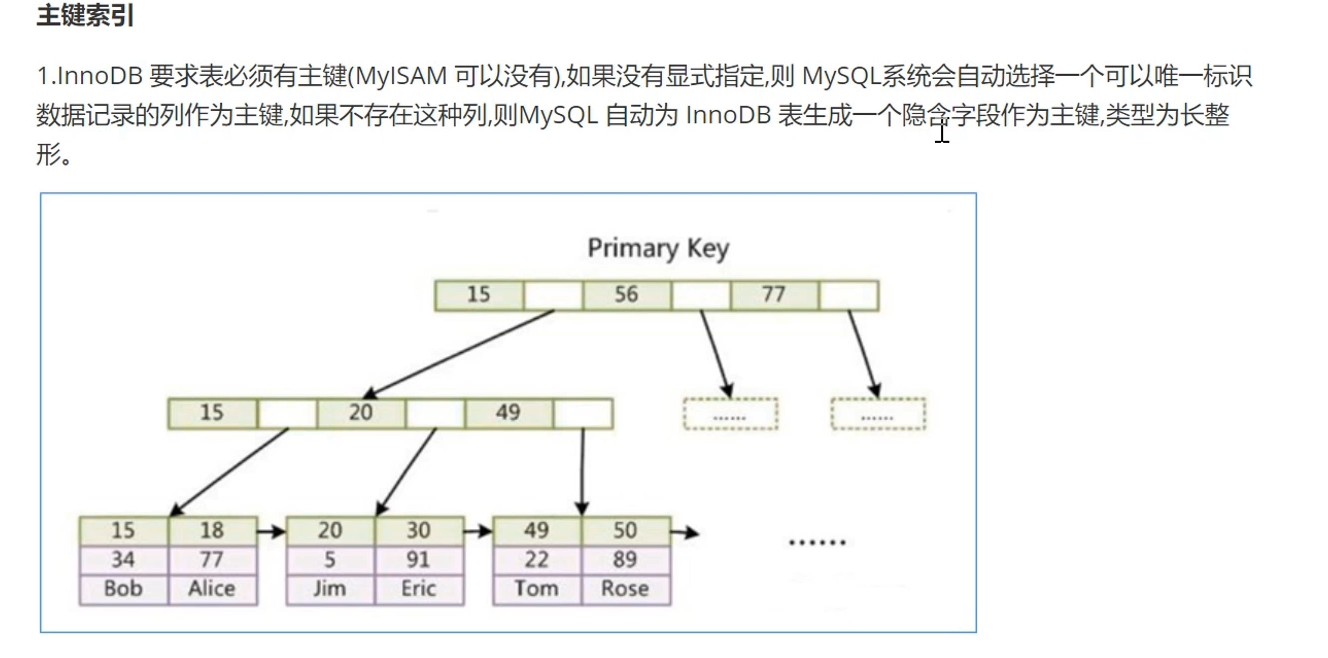 主键索引
1.InnoDB 要求表必须有主键(MyISAM 可以没有),如果没有显式指定,则 MySQL系统会自动选择一个可以唯一标识
数据记录的列作为主键,如果不存在这种列,则MySQL 自动为 InnoDB 表生成一个隐含字段作为主键,类型为长整
形。
Primary Key
15 56 77
15 20 49 ...... ......
15 18 20 30 49 50
34 77 5 91 22 89 ......
Bob Alice Jim Eric Tom Rose